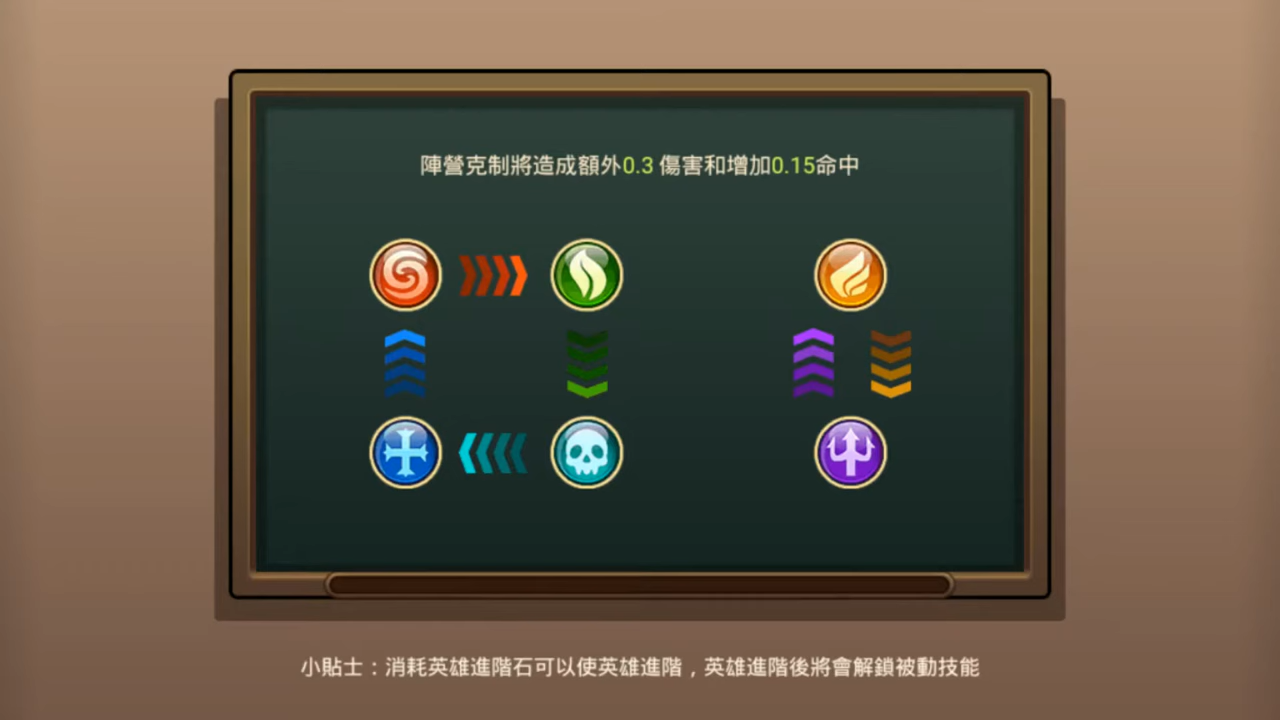 陣營克制將造成額外0.3 傷害和增加0.15命中
小貼士：消耗英雄進階石可以使英雄進階，英雄進階後將會解鎖被動技能